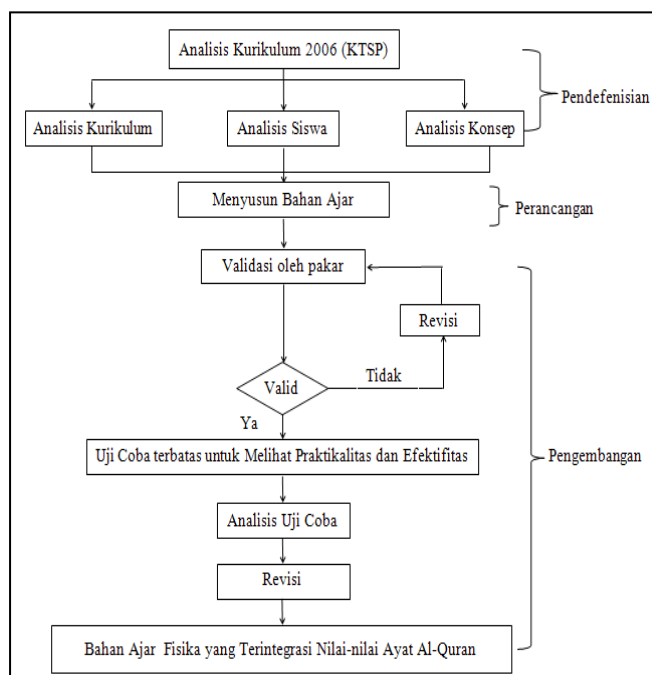 Analisis Kurikulum 2006 (KTSP)
Pendefenisian
Analisis Kurikulum
Analisis Siswa
Analisis Konsep
Menyusun Bahan Ajar
Perancangan
Validasi oleh pakar
Revisi
Valid
Tidak
Ya
Uji Coba terbatas untuk Melihat Praktikalitas dan Efektifitas
Pengembangan
Analisis Uji Coba
Revisi
Bahan Ajar Fisika yang Terintegrasi Nilai-nilai Ayat Al-Quran